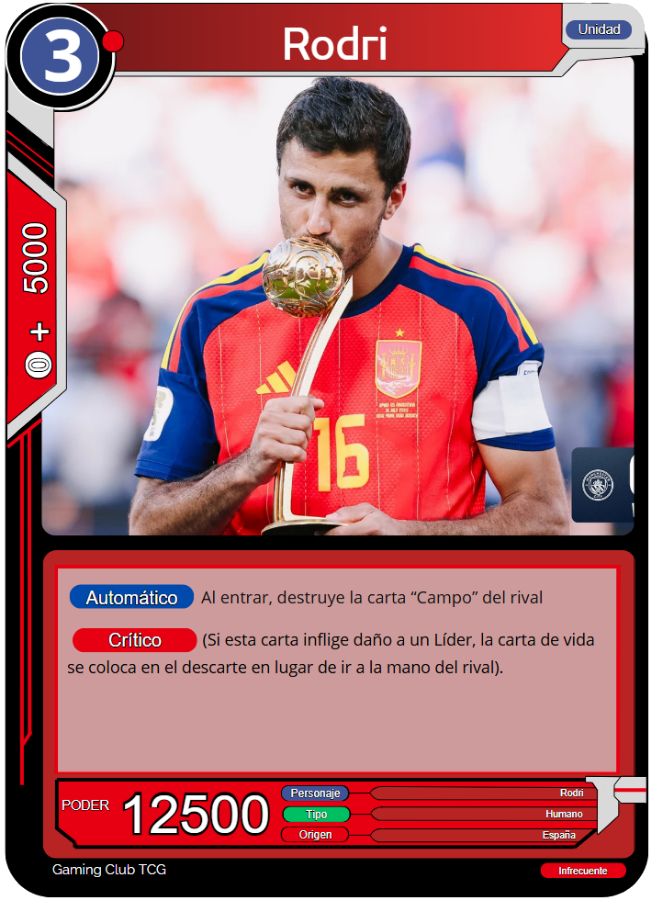 3
Rodri
Unidad
0 + 5000
16
Automático Al entrar, destruye la carta “Campo” del rival
Crítico (Si esta carta inflige daño a un Líder, la carta de vida
se coloca en el descarte en lugar de ir a la mano del rival).
PODER 12500
Personaje Rodri
Tipo Humano
Origen España
Gaming Club TCG
Infrecuente